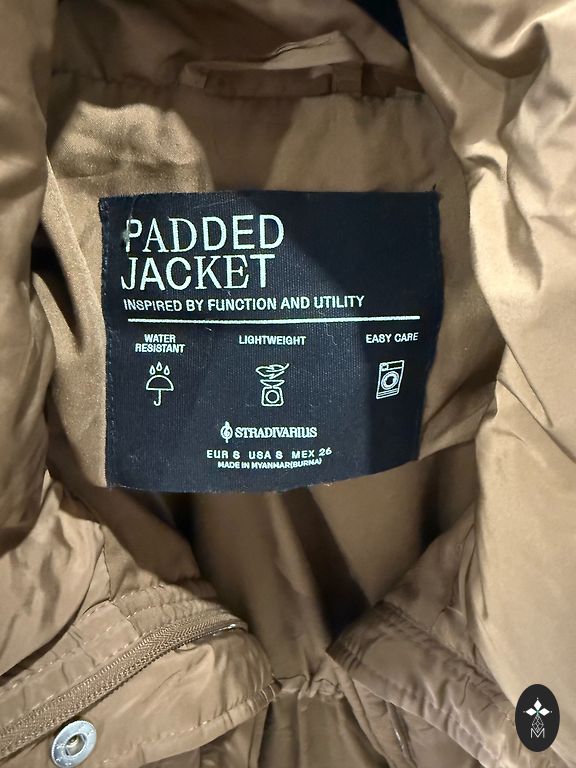 PADDED
JACKET
INSPIRED BY FUNCTION AND UTILITY
WATER
RESISTANT
LIGHTWEIGHT
EASY CARE
STRADIVARIUS
EUR S USA S MEX 26
MADE IN MYANMAR(BURMA)
M